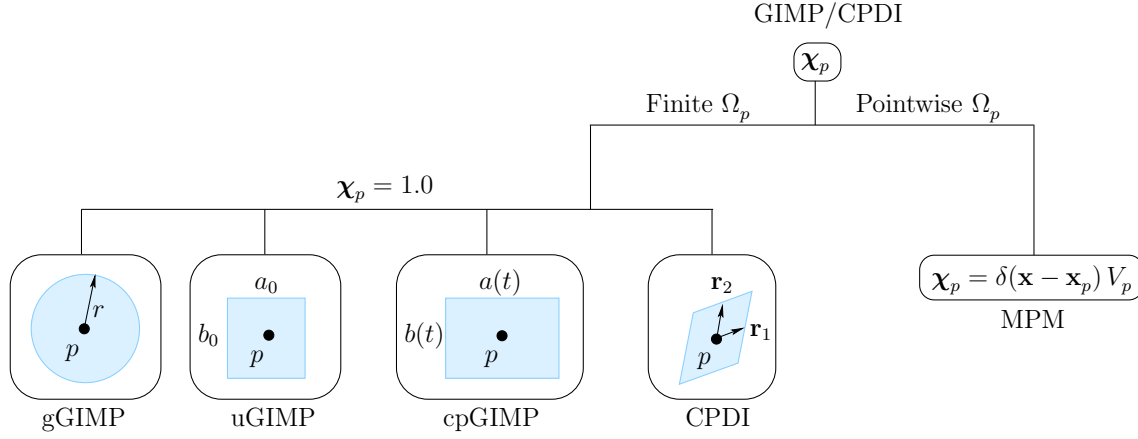 GIMP/CPDI
χ_p
Finite Ω_p
Pointwise Ω_p
χ_p = 1.0
r
p
gGIMP
a_0
b_0
p
uGIMP
a(t)
b(t)
p
cpGIMP
r_2
r_1
p
CPDI
χ_p = δ(x − x_p) V_p
MPM